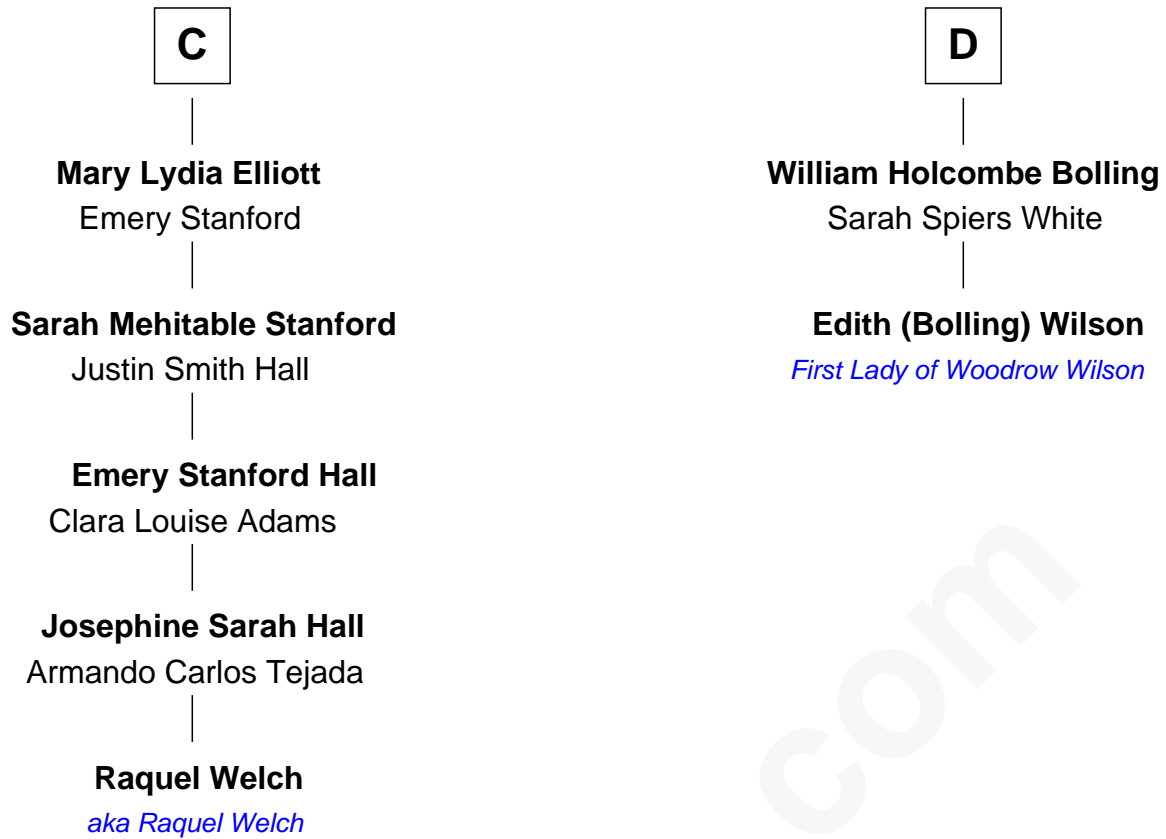 C
Mary Lydia Elliott
Emery Stanford
Sarah Mehitable Stanford
Justin Smith Hall
Emery Stanford Hall
Clara Louise Adams
Josephine Sarah Hall
Armando Carlos Tejada
Raquel Welch
aka Raquel Welch
D
William Holcombe Bolling
Sarah Spiers White
Edith (Bolling) Wilson
First Lady of Woodrow Wilson
com